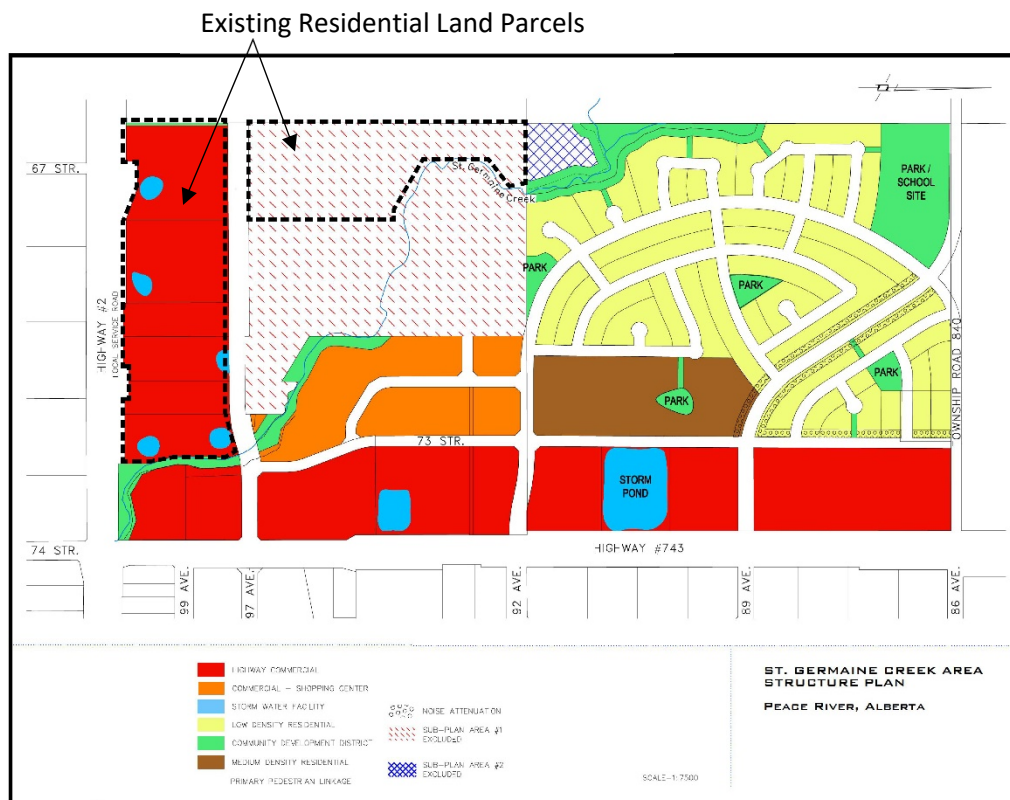 Existing Residential Land Parcels
67 STR.
St. Germaine Creek
PARK /
SCHOOL
SITE
PARK
PARK
HIGHWAY #2
LOCAL SERVICE ROAD
OWNSHIP ROAD 840
PARK
PARK
73 STR.
STORM
POND
74 STR.
HIGHWAY #743
99 AVE.
97 AVE.
92 AVE.
89 AVE.
86 AVE.
HIGHWAY COMMERCIAL
COMMERCIAL - SHOPPING CENTER
STORM WATER FACILITY
LOW DENSITY RESIDENTIAL
COMMUNITY DEVELOPMENT DISTRICT
MEDIUM DENSITY RESIDENTIAL
PRIMARY PEDESTRIAN LINKAGE
NOISE ATTENUATION
SUB-PLAN AREA #1
EXCLUDED
SUB-PLAN AREA #2
EXCLUDED
SCALE-1:7500
ST. GERMAINE CREEK AREA
STRUCTURE PLAN
PEACE RIVER, ALBERTA